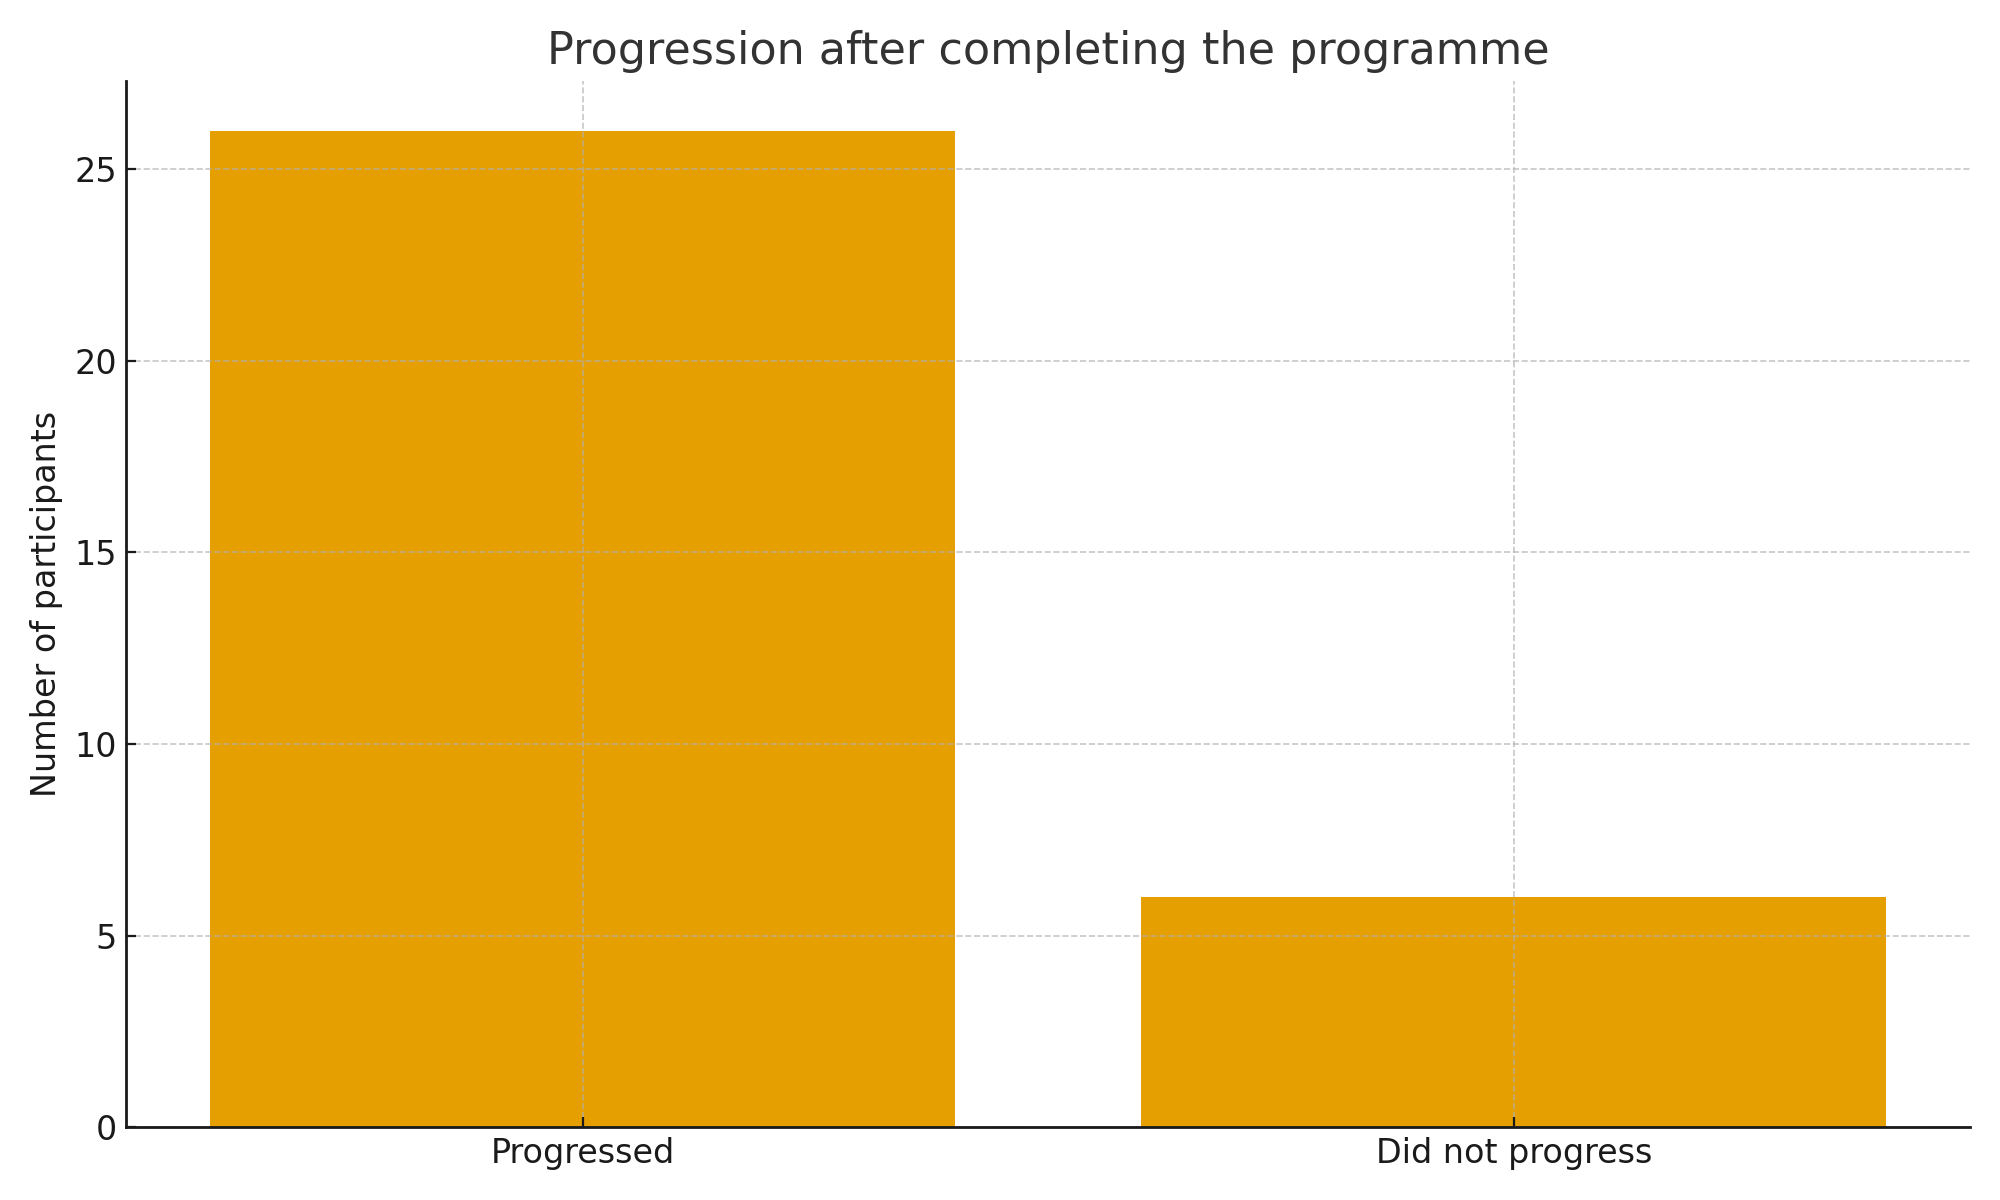 Progression after completing the programme
Number of participants
25
20
15
10
5
0
Progressed
Did not progress